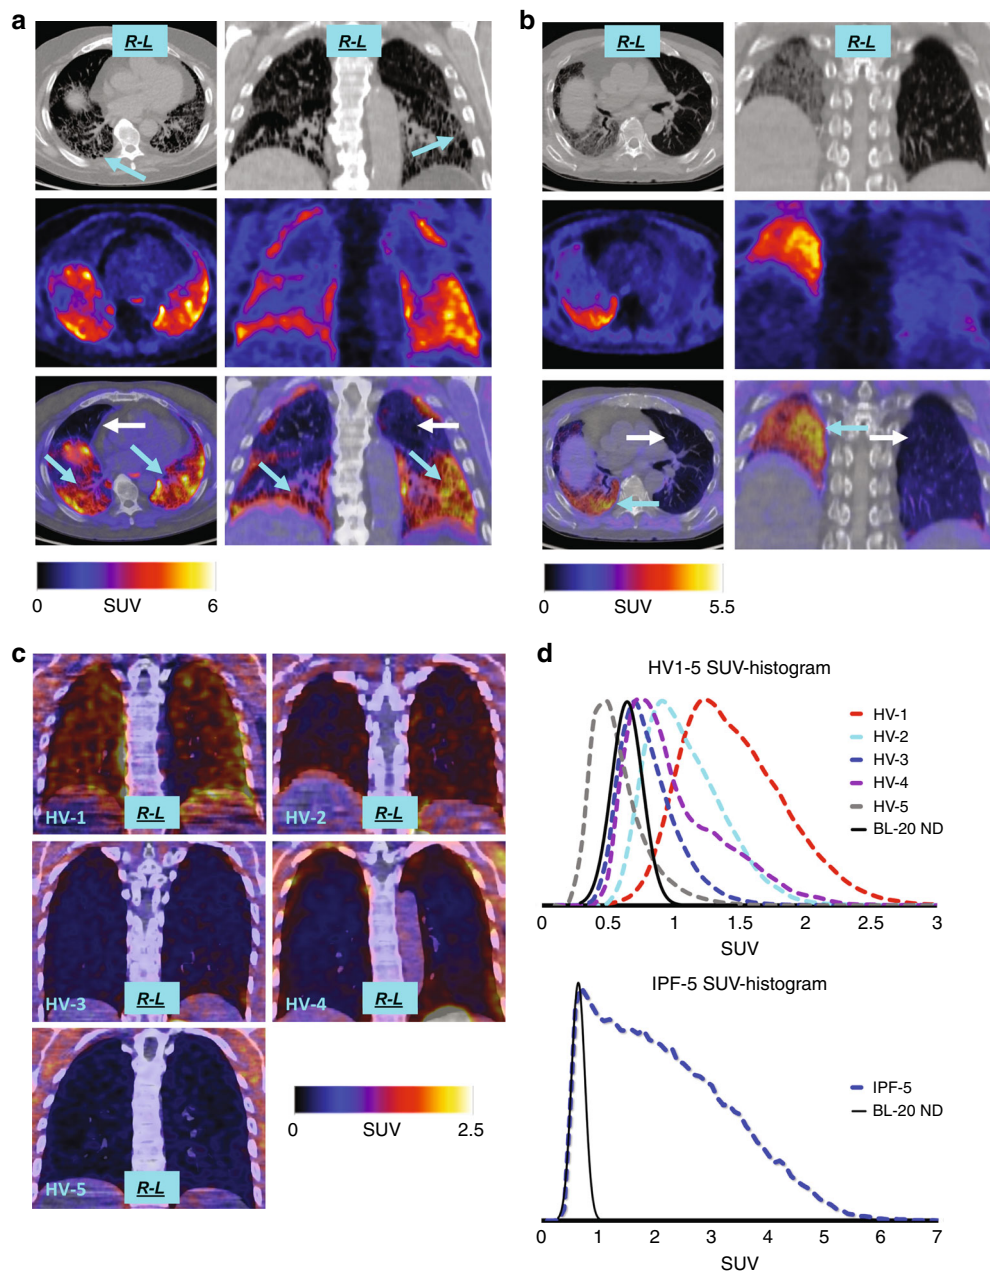 a
b
R-L
R-L
R-L
R-L
0
SUV
6
0
SUV
5.5
c
d
HV-1
R-L
HV-2
R-L
HV-3
R-L
HV-4
R-L
HV-5
R-L
0
SUV
2.5
HV1-5 SUV-histogram
HV-1
HV-2
HV-3
HV-4
HV-5
BL-20 ND
0
0.5
1
1.5
2
2.5
3
SUV
IPF-5 SUV-histogram
IPF-5
BL-20 ND
0
1
2
3
4
5
6
7
SUV